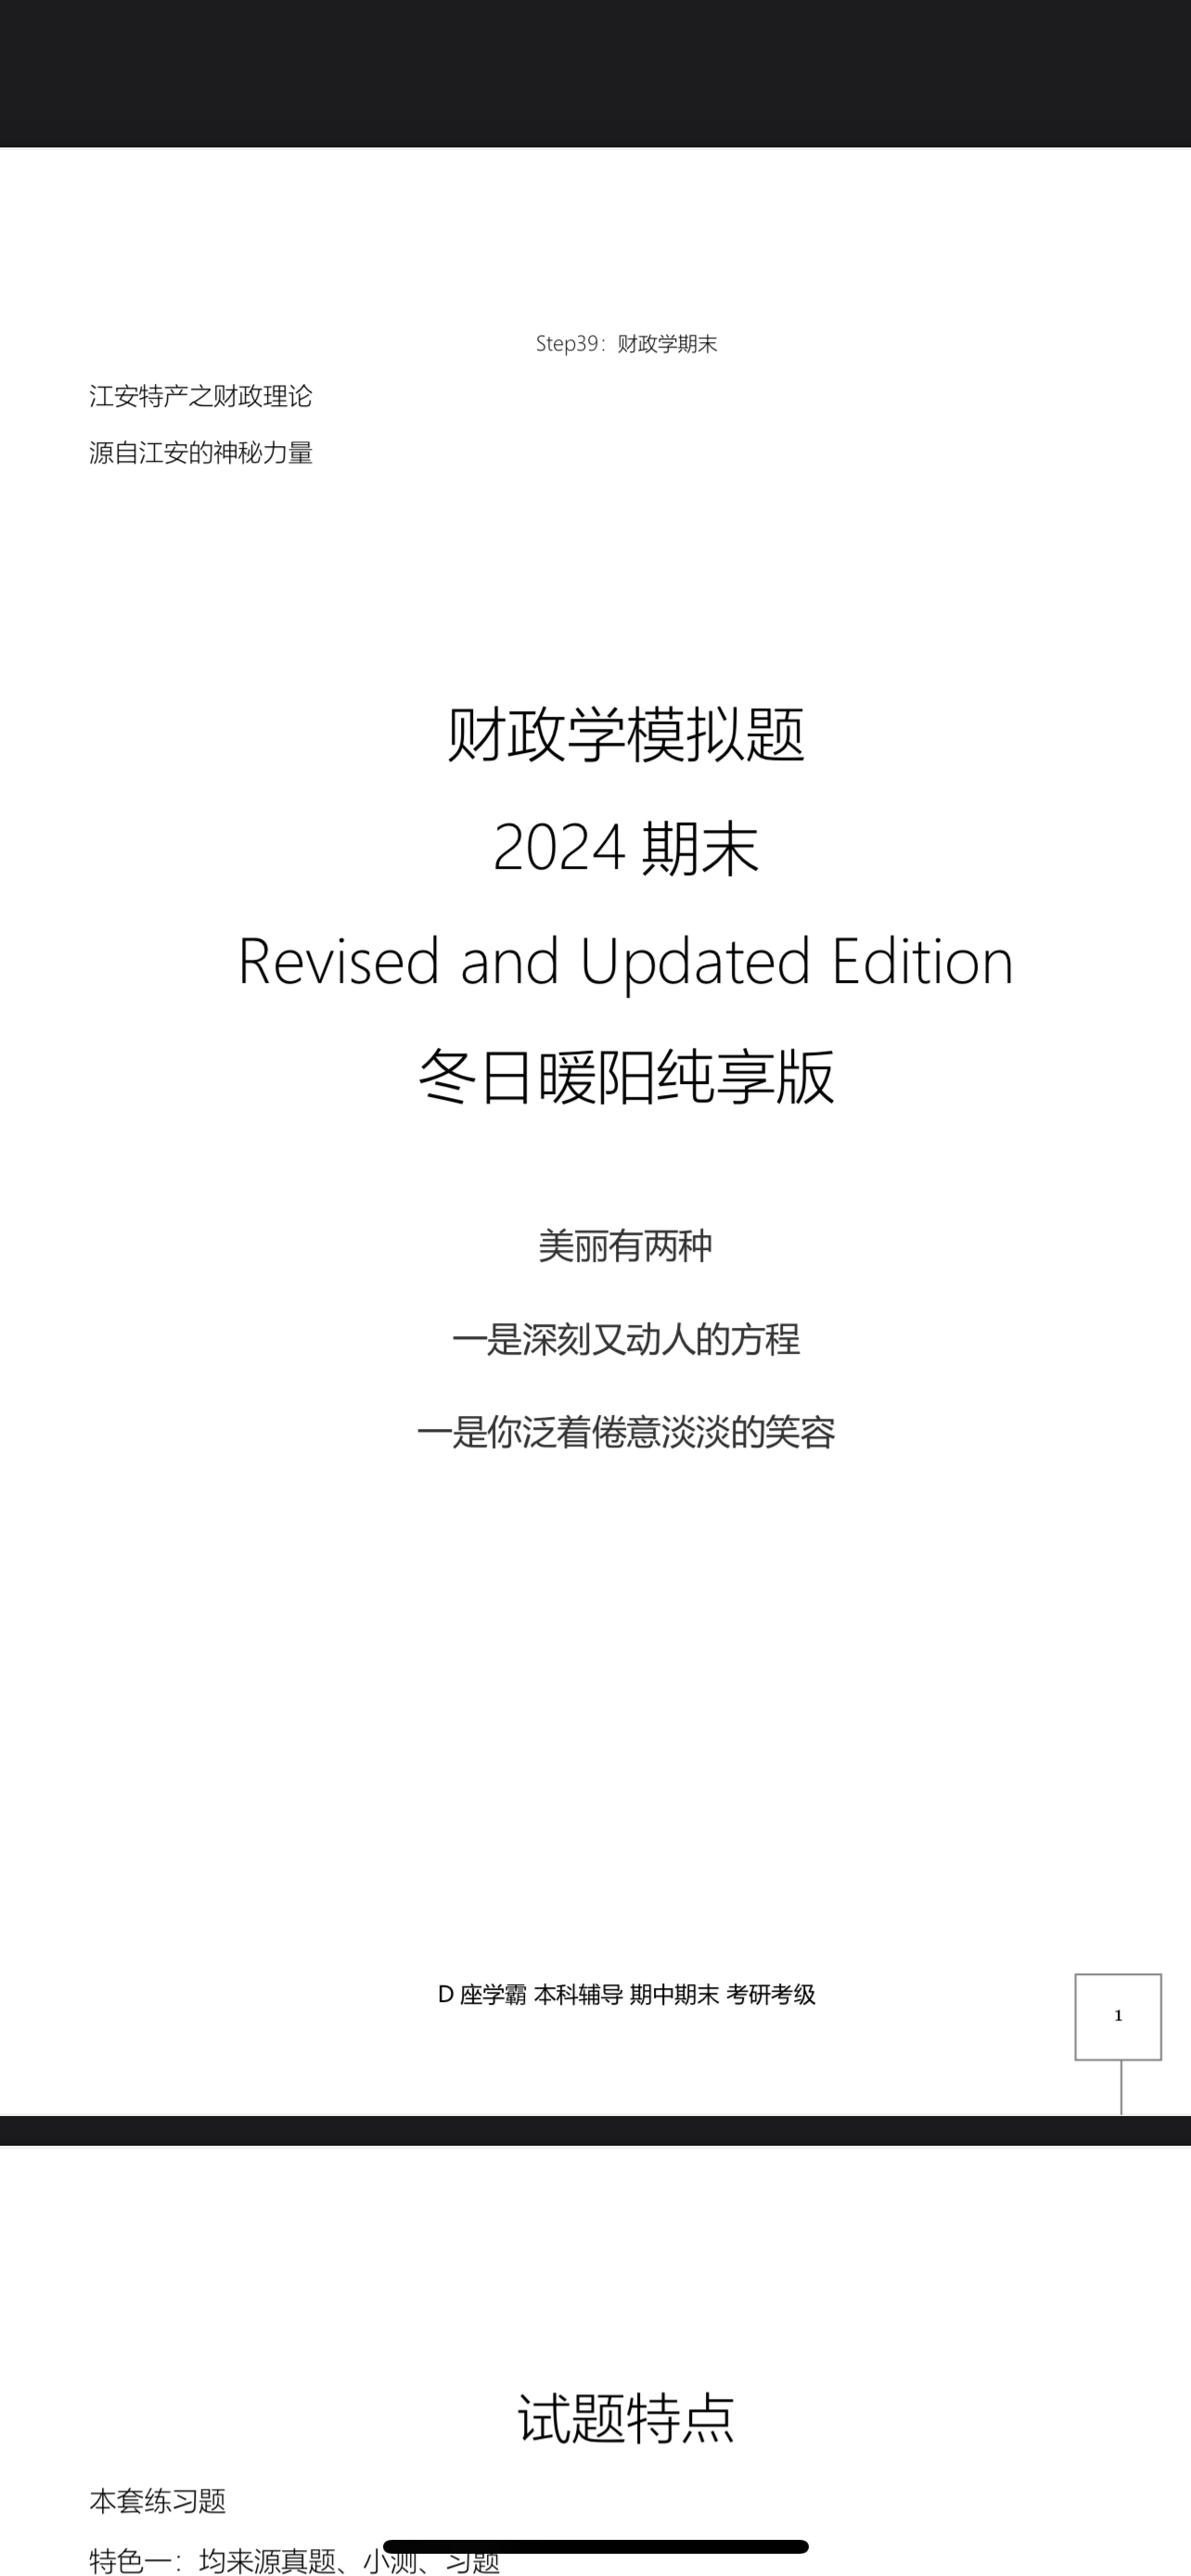 Step39：财政学期末
江安特产之财政理论
源自江安的神秘力量
财政学模拟题
2024 期末
Revised and Updated Edition
冬日暖阳纯享版
美丽有两种
一是深刻又动人的方程
一是你泛着倦意淡淡的笑容
D 座学霸 本科辅导 期中期末 考研考级
1
试题特点
本套练习题
特色一：均来源真题、小测、习题